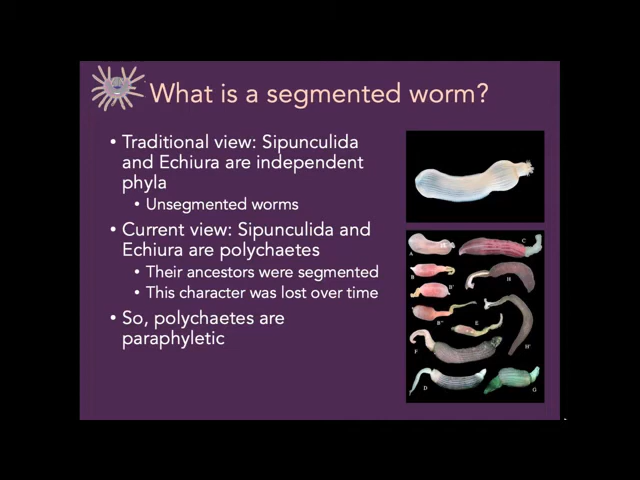 What is a segmented worm?
• Traditional view: Sipunculida
and Echiura are independent
phyla
• Unsegmented worms
• Current view: Sipunculida and
Echiura are polychaetes
• Their ancestors were segmented
• This character was lost over time
• So, polychaetes are
paraphyletic
A
C
B
H
B'
B''
E
F
H'
D
G